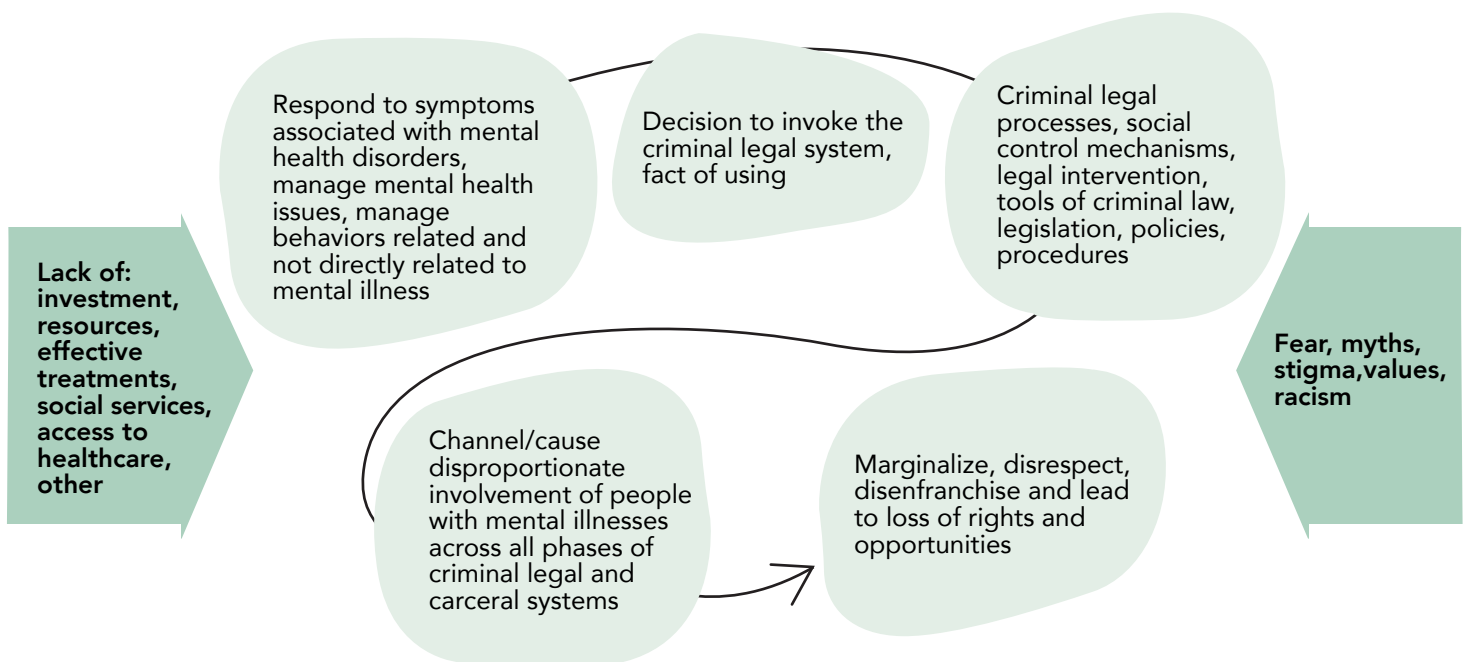 Respond to symptoms
associated with mental
health disorders,
manage mental health
issues, manage
behaviors related and
not directly related to
mental illness
Decision to invoke the
criminal legal system,
fact of using
Criminal legal
processes, social
control mechanisms,
legal intervention,
tools of criminal law,
legislation, policies,
procedures
Lack of:
investment,
resources,
effective
treatments,
social services,
access to
healthcare,
other
Fear, myths,
stigma,values,
racism
Channel/cause
disproportionate
involvement of people
with mental illnesses
across all phases of
criminal legal and
carceral systems
Marginalize, disrespect,
disenfranchise and lead
to loss of rights and
opportunities